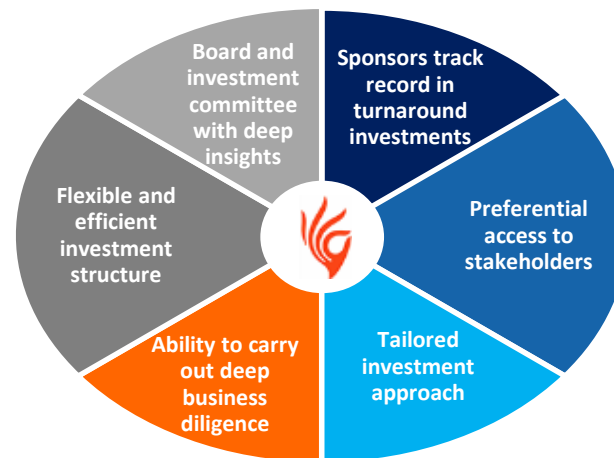 Board and
investment
committee
with deep
insights
Sponsors track
record in
turnaround
investments
Preferential
access to
stakeholders
Tailored
investment
approach
Ability to carry
out deep
business
diligence
Flexible and
efficient
investment
structure